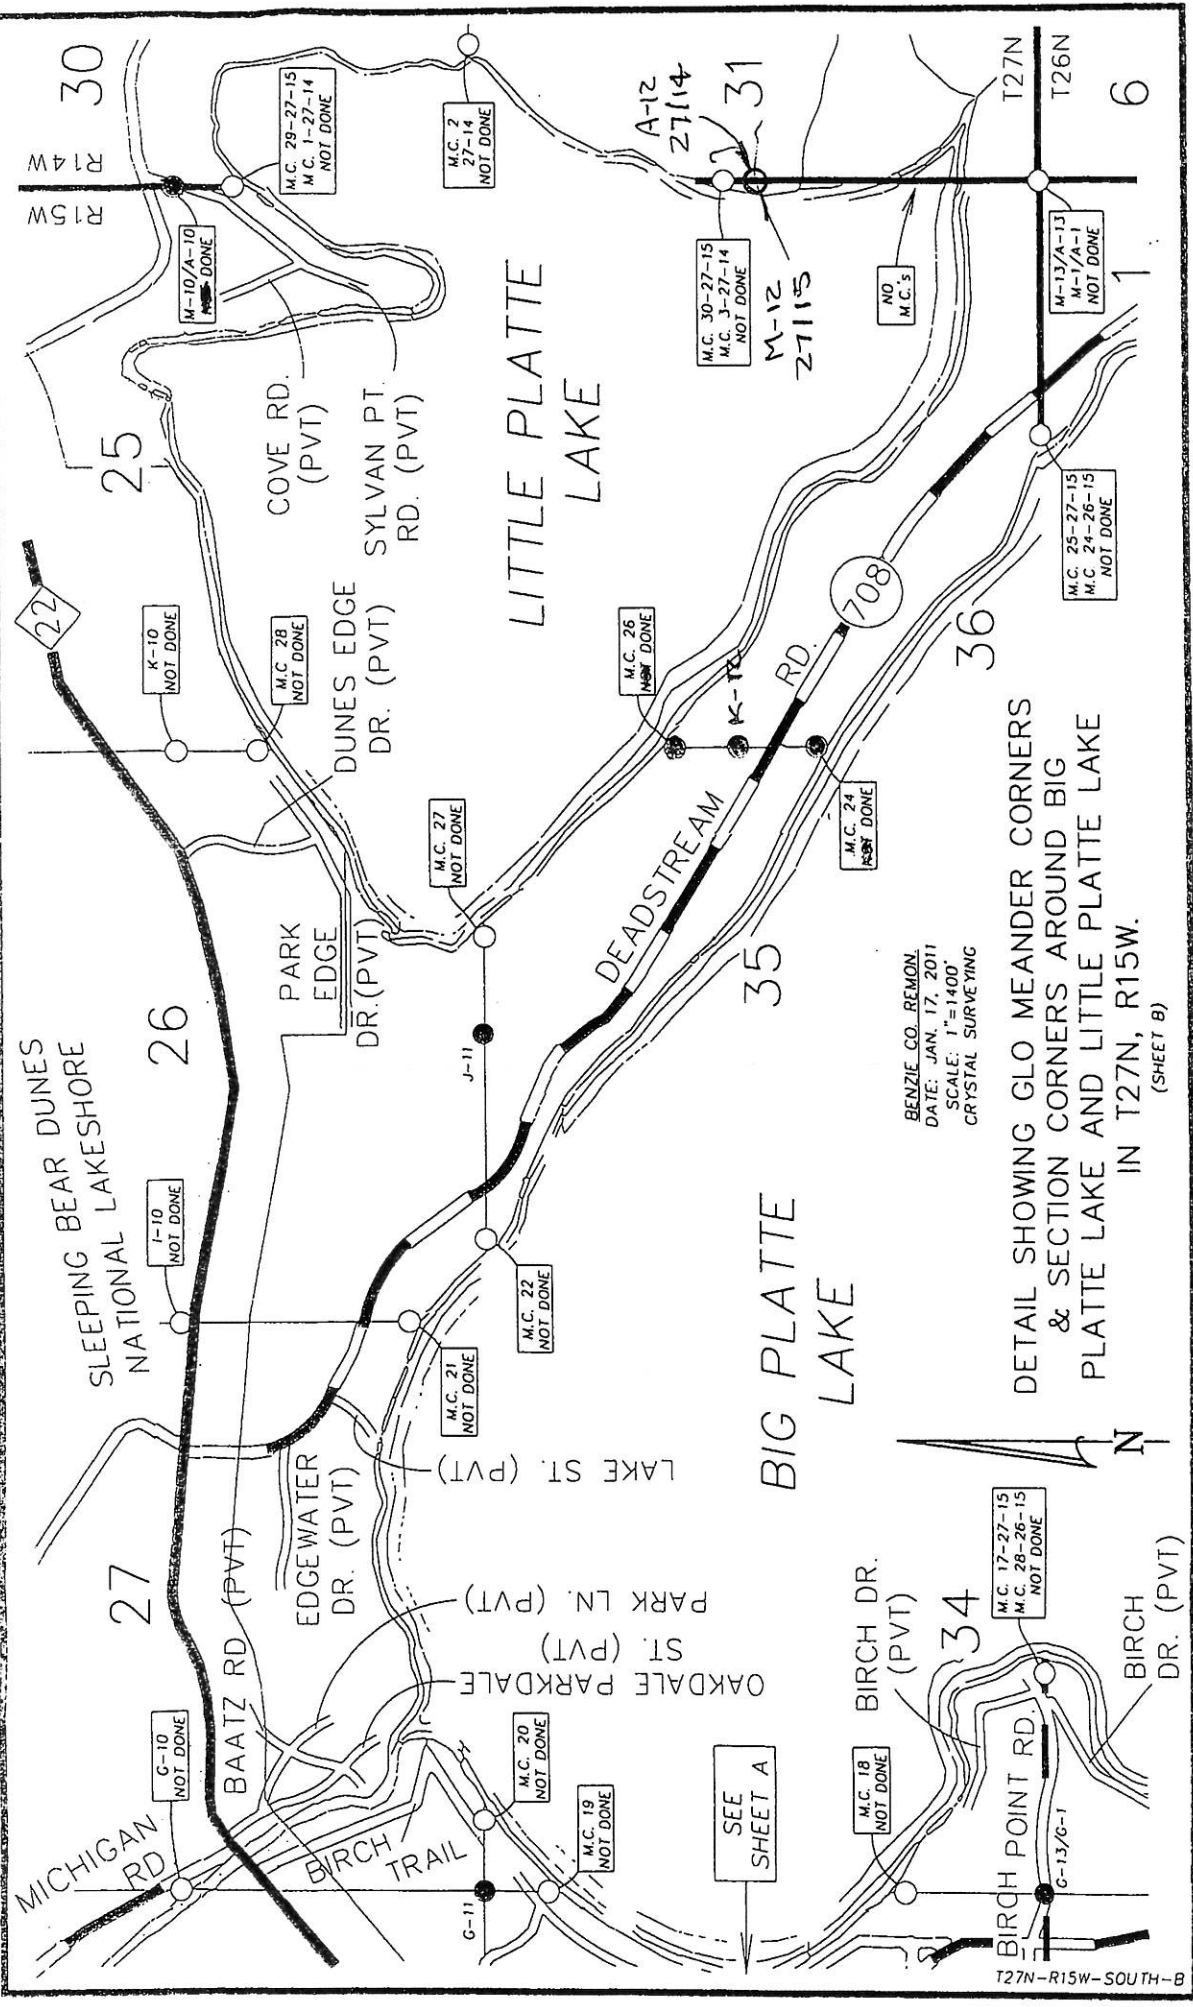 SLEEPING BEAR DUNES
NATIONAL LAKESHORE
MICHIGAN
RD
G-10
NOT DONE
27
I-10
NOT DONE
26
K-10
NOT DONE
22
25
R15W
R14W
30
M-10/A-10
DONE
M.C. 29-27-15
M.C. 1-27-14
NOT DONE
BAATZ RD (PVT)
BIRCH
TRAIL
EDGEWATER
DR. (PVT)
PARK
EDGE
DR.(PVT)
M.C. 28
NOT DONE
DUNES EDGE
DR. (PVT)
COVE RD.
(PVT)
SYLVAN PT.
RD. (PVT)
M.C. 2
27-14
NOT DONE
LAKE ST. (PVT)
PARK LN. (PVT)
ST. (PVT)
OAKDALE PARKDALE
M.C. 21
NOT DONE
M.C. 27
NOT DONE
G-11
M.C. 20
NOT DONE
M.C. 19
NOT DONE
M.C. 22
NOT DONE
J-11
LITTLE PLATTE
LAKE
M.C. 26
DONE
K-12
A-12
27/14
31
M.C. 30-27-15
M.C. 3-27-14
NOT DONE
M-12
27/15
DEADSTREAM RD.
708
SEE
SHEET A
BIG PLATTE
LAKE
35
M.C. 24
DONE
36
NO
M.C.'s
T27N
T26N
M-13/A-13
M-1/A-1
NOT DONE
6
1
M.C. 25-27-15
M.C. 24-26-15
NOT DONE
M.C. 18
NOT DONE
BIRCH DR.
(PVT)
34
M.C. 17-27-15
M.C. 28-26-15
NOT DONE
BIRCH POINT RD.
G-13/G-1
BIRCH
DR. (PVT)
N
BENZIE CO. REMON.
DATE: JAN. 17, 2011
SCALE: 1"=1400'
CRYSTAL SURVEYING
DETAIL SHOWING GLO MEANDER CORNERS
& SECTION CORNERS AROUND BIG
PLATTE LAKE AND LITTLE PLATTE LAKE
IN T27N, R15W.
(SHEET B)
T27N-R15W-SOUTH-B